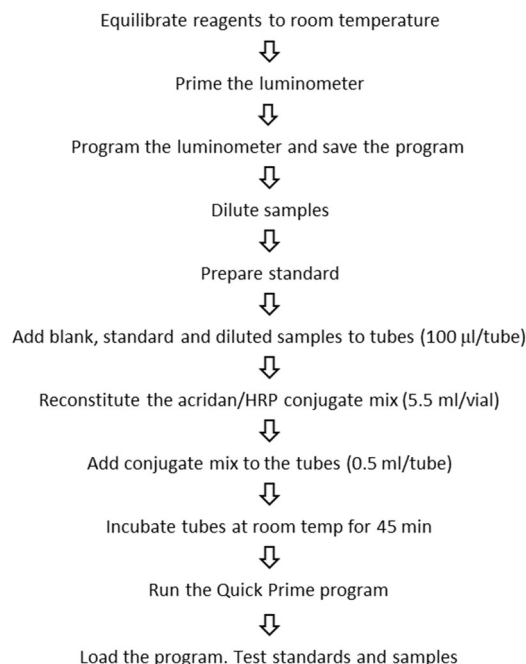 Equilibrate reagents to room temperature
Prime the luminometer
Program the luminometer and save the program
Dilute samples
Prepare standard
Add blank, standard and diluted samples to tubes (100 μl/tube)
Reconstitute the acridan/HRP conjugate mix (5.5 ml/vial)
Add conjugate mix to the tubes (0.5 ml/tube)
Incubate tubes at room temp for 45 min
Run the Quick Prime program
Load the program. Test standards and samples